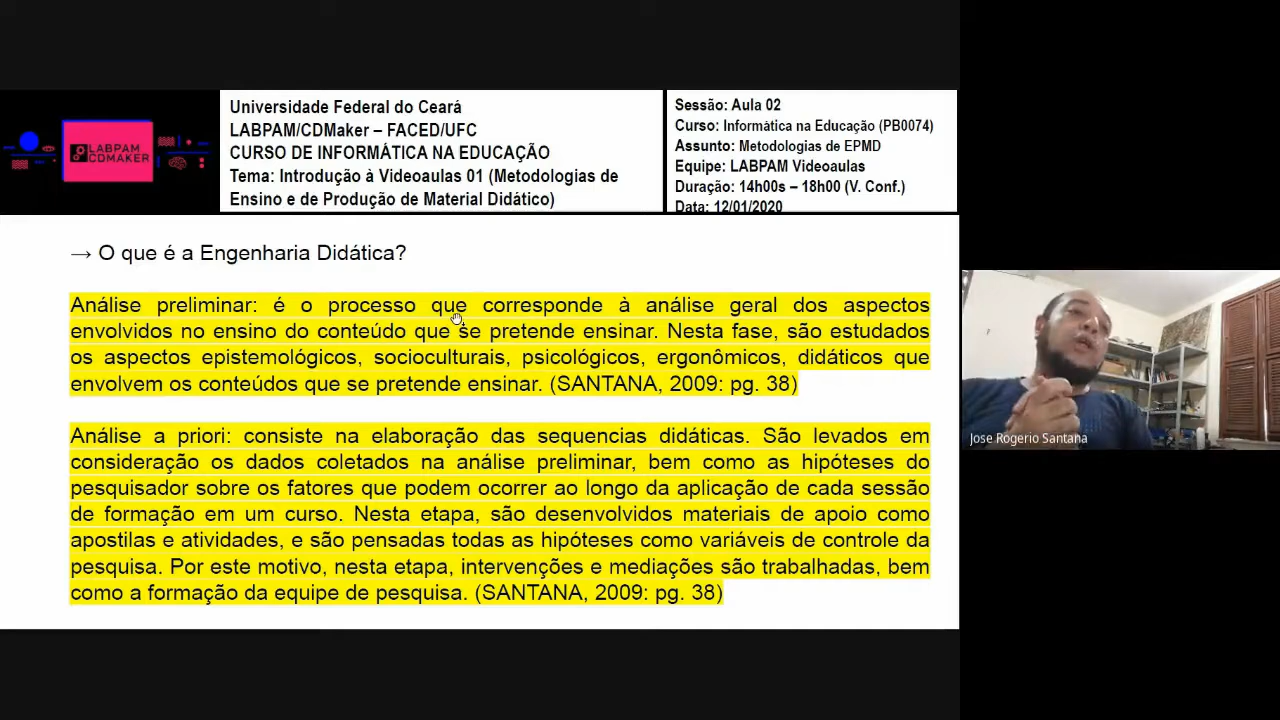 LABPAM
CDMAKER
Universidade Federal do Ceará
LABPAM/CDMaker – FACED/UFC
CURSO DE INFORMÁTICA NA EDUCAÇÃO
Tema: Introdução à Videoaulas 01 (Metodologias de
Ensino e de Produção de Material Didático)
Sessão: Aula 02
Curso: Informática na Educação (PB0074)
Assunto: Metodologias de EPMD
Equipe: LABPAM Videoaulas
Duração: 14h00s – 18h00 (V. Conf.)
Data: 12/01/2020
→ O que é a Engenharia Didática?
Análise preliminar: é o processo que corresponde à análise geral dos aspectos
envolvidos no ensino do conteúdo que se pretende ensinar. Nesta fase, são estudados
os aspectos epistemológicos, socioculturais, psicológicos, ergonômicos, didáticos que
envolvem os conteúdos que se pretende ensinar. (SANTANA, 2009: pg. 38)
Análise a priori: consiste na elaboração das sequencias didáticas. São levados em
consideração os dados coletados na análise preliminar, bem como as hipóteses do
pesquisador sobre os fatores que podem ocorrer ao longo da aplicação de cada sessão
de formação em um curso. Nesta etapa, são desenvolvidos materiais de apoio como
apostilas e atividades, e são pensadas todas as hipóteses como variáveis de controle da
pesquisa. Por este motivo, nesta etapa, intervenções e mediações são trabalhadas, bem
como a formação da equipe de pesquisa. (SANTANA, 2009: pg. 38)
Jose Rogerio Santana